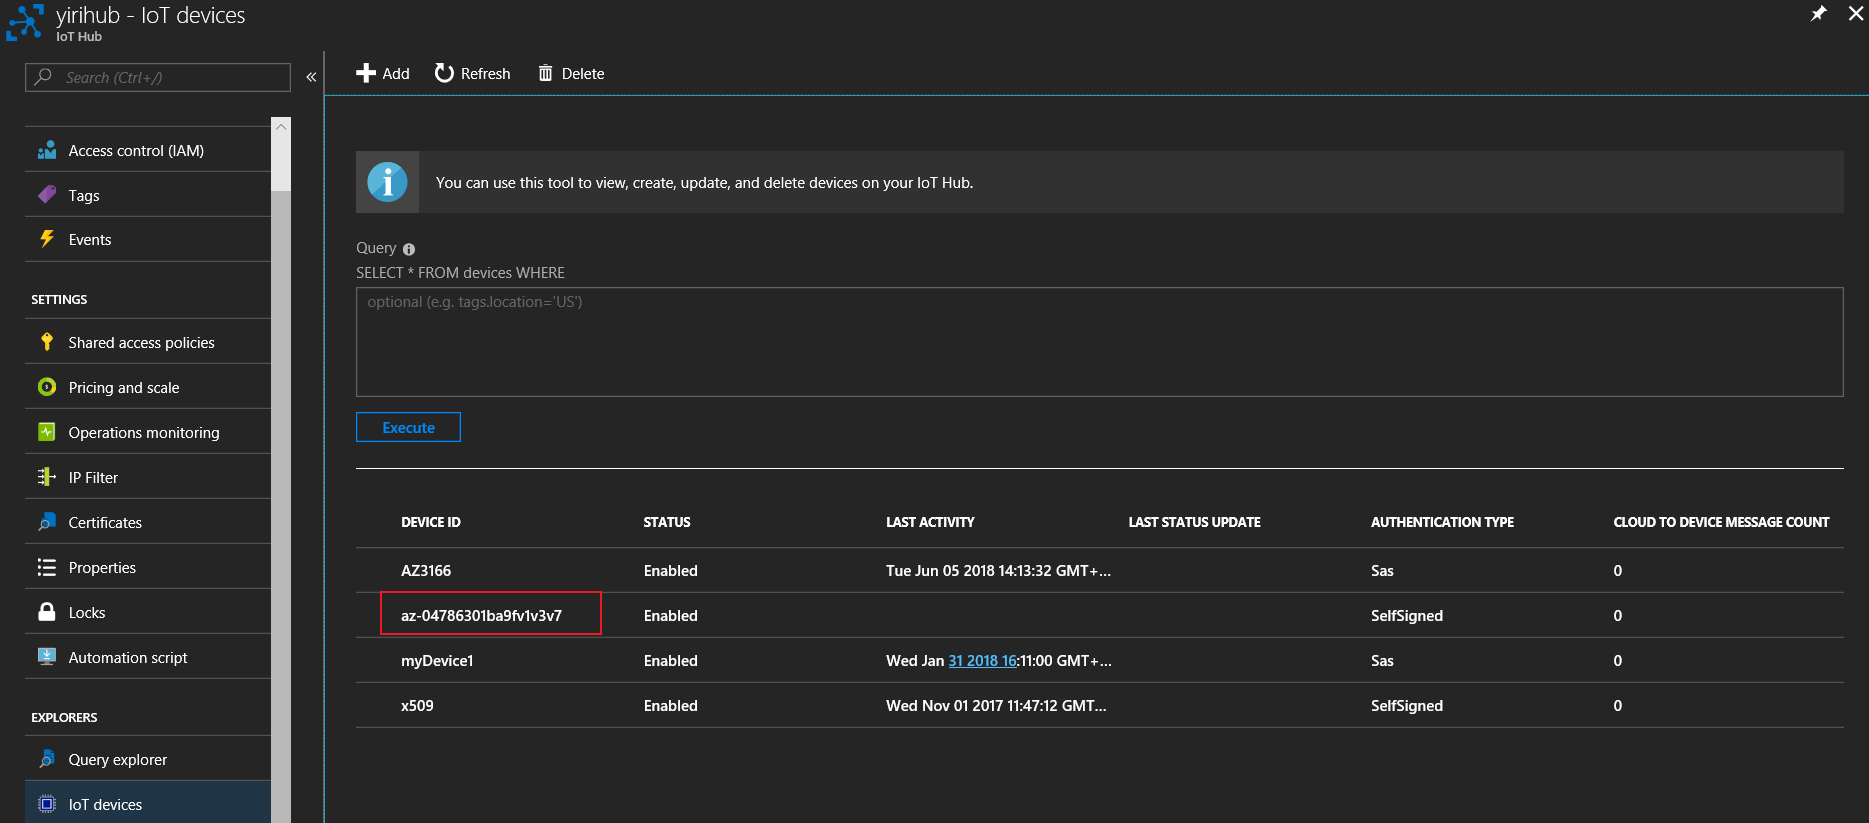 yirihub - IoT devices
IoT Hub
Search (Ctrl+/)
«
Access control (IAM)
Tags
Events
SETTINGS
Shared access policies
Pricing and scale
Operations monitoring
IP Filter
Certificates
Properties
Locks
Automation script
EXPLORERS
Query explorer
IoT devices
Add Refresh Delete
You can use this tool to view, create, update, and delete devices on your IoT Hub.
Query
SELECT * FROM devices WHERE
optional (e.g. tags.location='US')
Execute
DEVICE ID STATUS LAST ACTIVITY LAST STATUS UPDATE AUTHENTICATION TYPE CLOUD TO DEVICE MESSAGE COUNT
AZ3166 Enabled Tue Jun 05 2018 14:13:32 GMT+... Sas 0
az-04786301ba9fv1v3v7 Enabled SelfSigned 0
myDevice1 Enabled Wed Jan 31 2018 16:11:00 GMT+... Sas 0
x509 Enabled Wed Nov 01 2017 11:47:12 GMT... SelfSigned 0